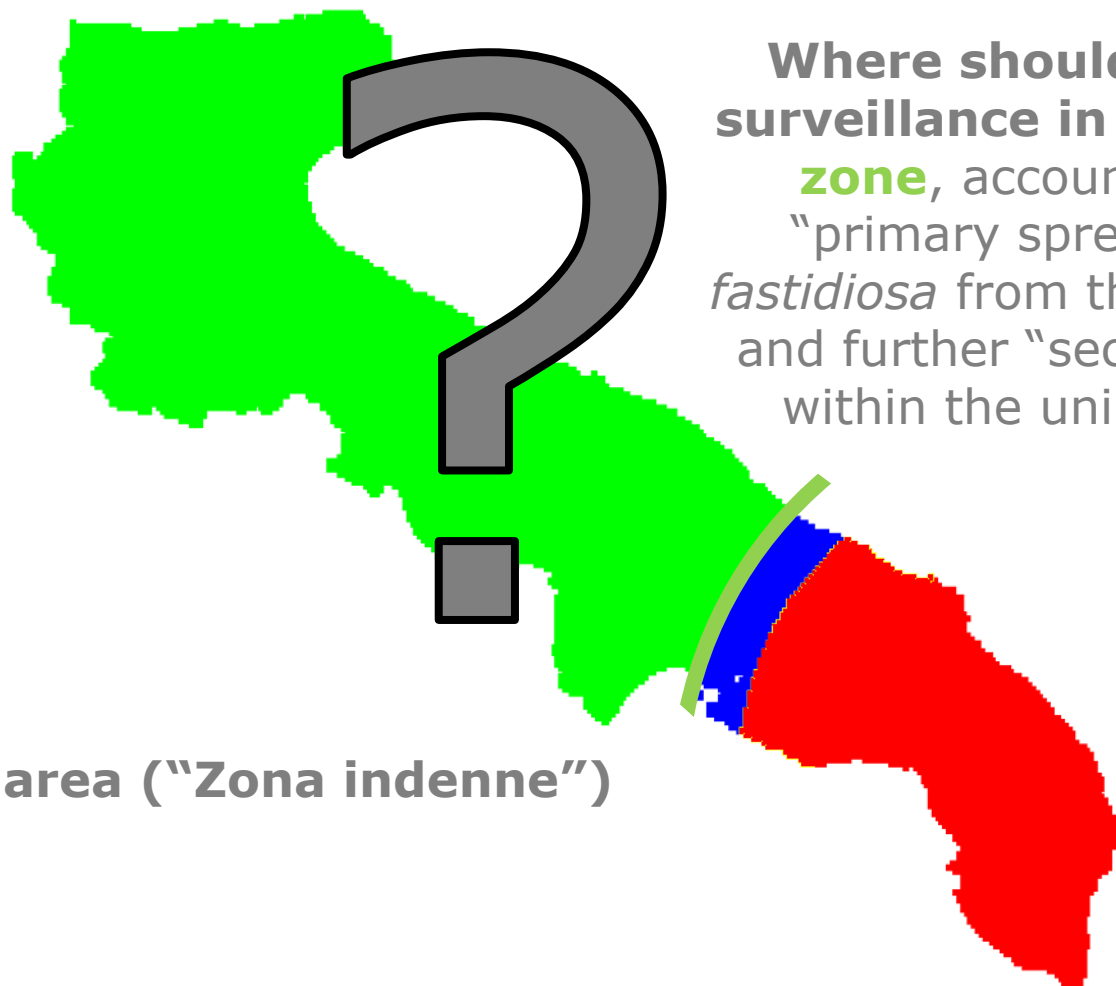 Where should
surveillance in
zone, accoun
“primary spre
fastidiosa from th
and further “sec
within the uni
?
area (“Zona indenne”)